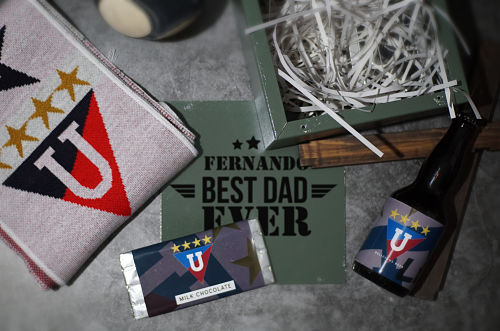 U
FERNANDO
BEST DAD
EVER
U
MILK CHOCOLATE
U